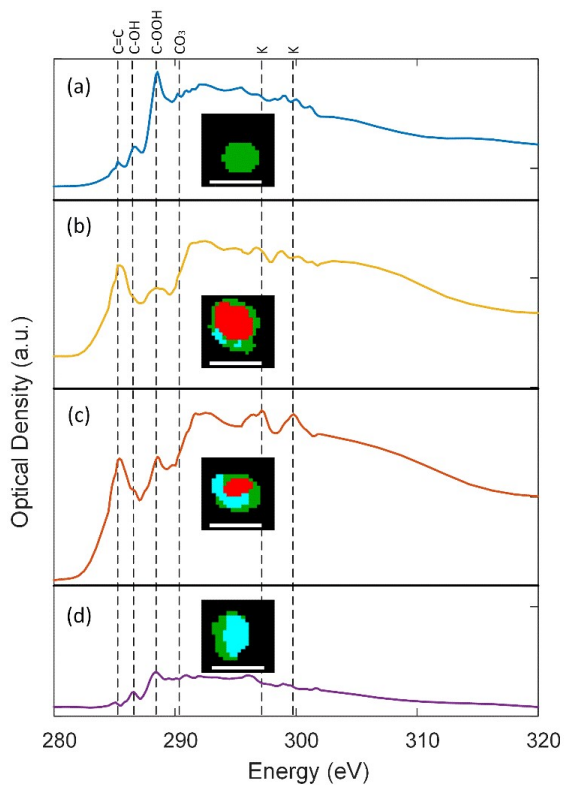 C=C C-OH C-OOH CO₃ K K
(a)
(b)
(c)
(d)
Optical Density (a.u.)
280 290 300 310 320
Energy (eV)